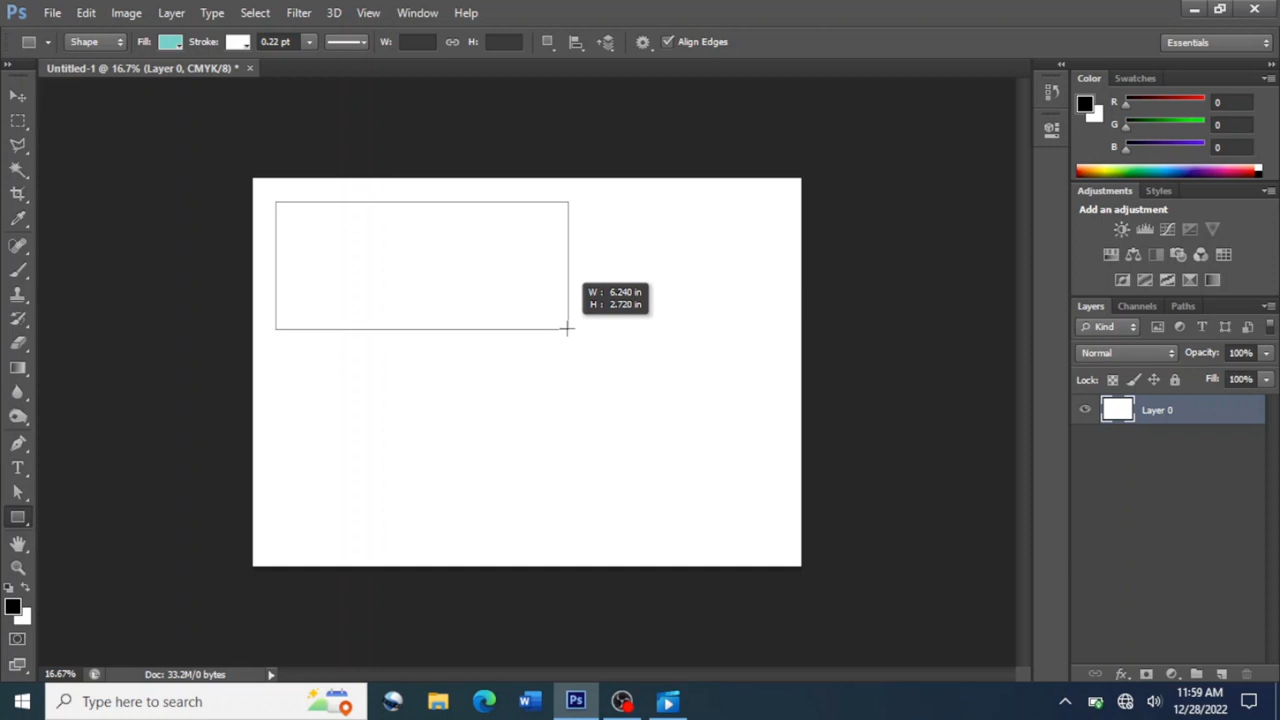 Ps File Edit Image Layer Type Select Filter 3D View Window Help
Shape Fill: Stroke: 0.22 pt W: H: Align Edges Essentials
Untitled-1 @ 16.7% (Layer 0, CMYK/8) * ×
Color Swatches
R 0
G 0
B 0
Adjustments Styles
Add an adjustment
W : 6.240 in
H : 2.720 in
Layers Channels Paths
Kind
Normal Opacity: 100%
Lock: Fill: 100%
Layer 0
16.67% Doc: 33.2M/0 bytes
Type here to search
11:59 AM
12/28/2022